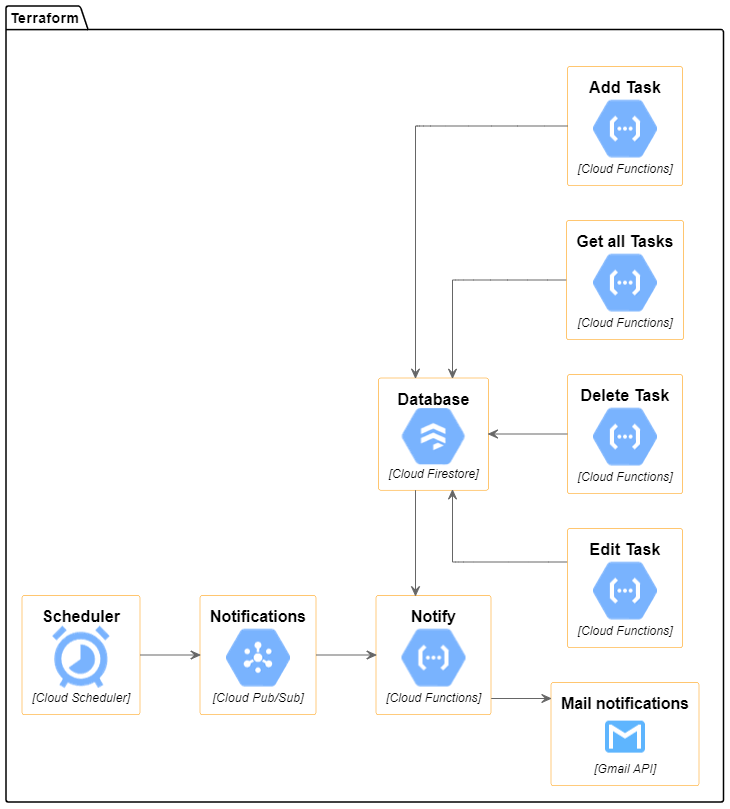 Terraform
Add Task
[Cloud Functions]
Get all Tasks
[Cloud Functions]
Database
[Cloud Firestore]
Delete Task
[Cloud Functions]
Edit Task
[Cloud Functions]
Scheduler
[Cloud Scheduler]
Notifications
[Cloud Pub/Sub]
Notify
[Cloud Functions]
Mail notifications
[Gmail API]